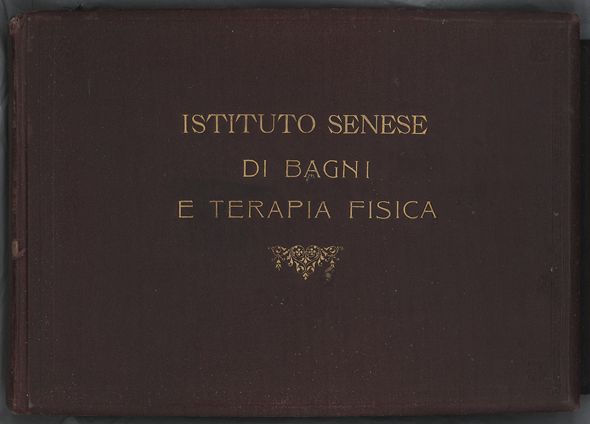 ISTITUTO SENESE
DI BAGNI
E TERAPIA FISICA